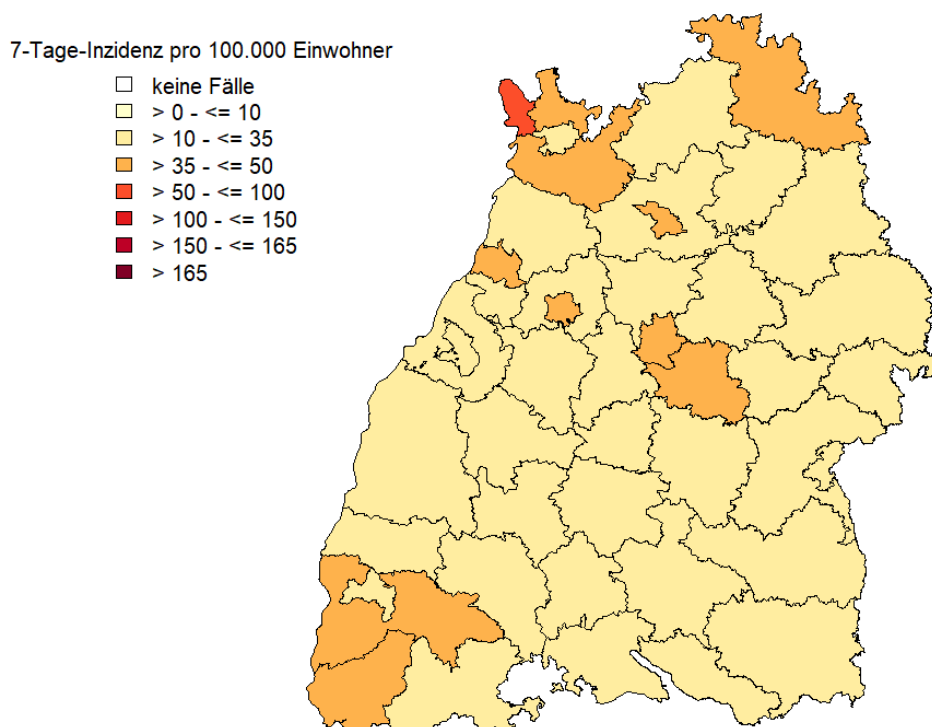 7-Tage-Inzidenz pro 100.000 Einwohner
keine Fälle
> 0 - <= 10
> 10 - <= 35
> 35 - <= 50
> 50 - <= 100
> 100 - <= 150
> 150 - <= 165
> 165